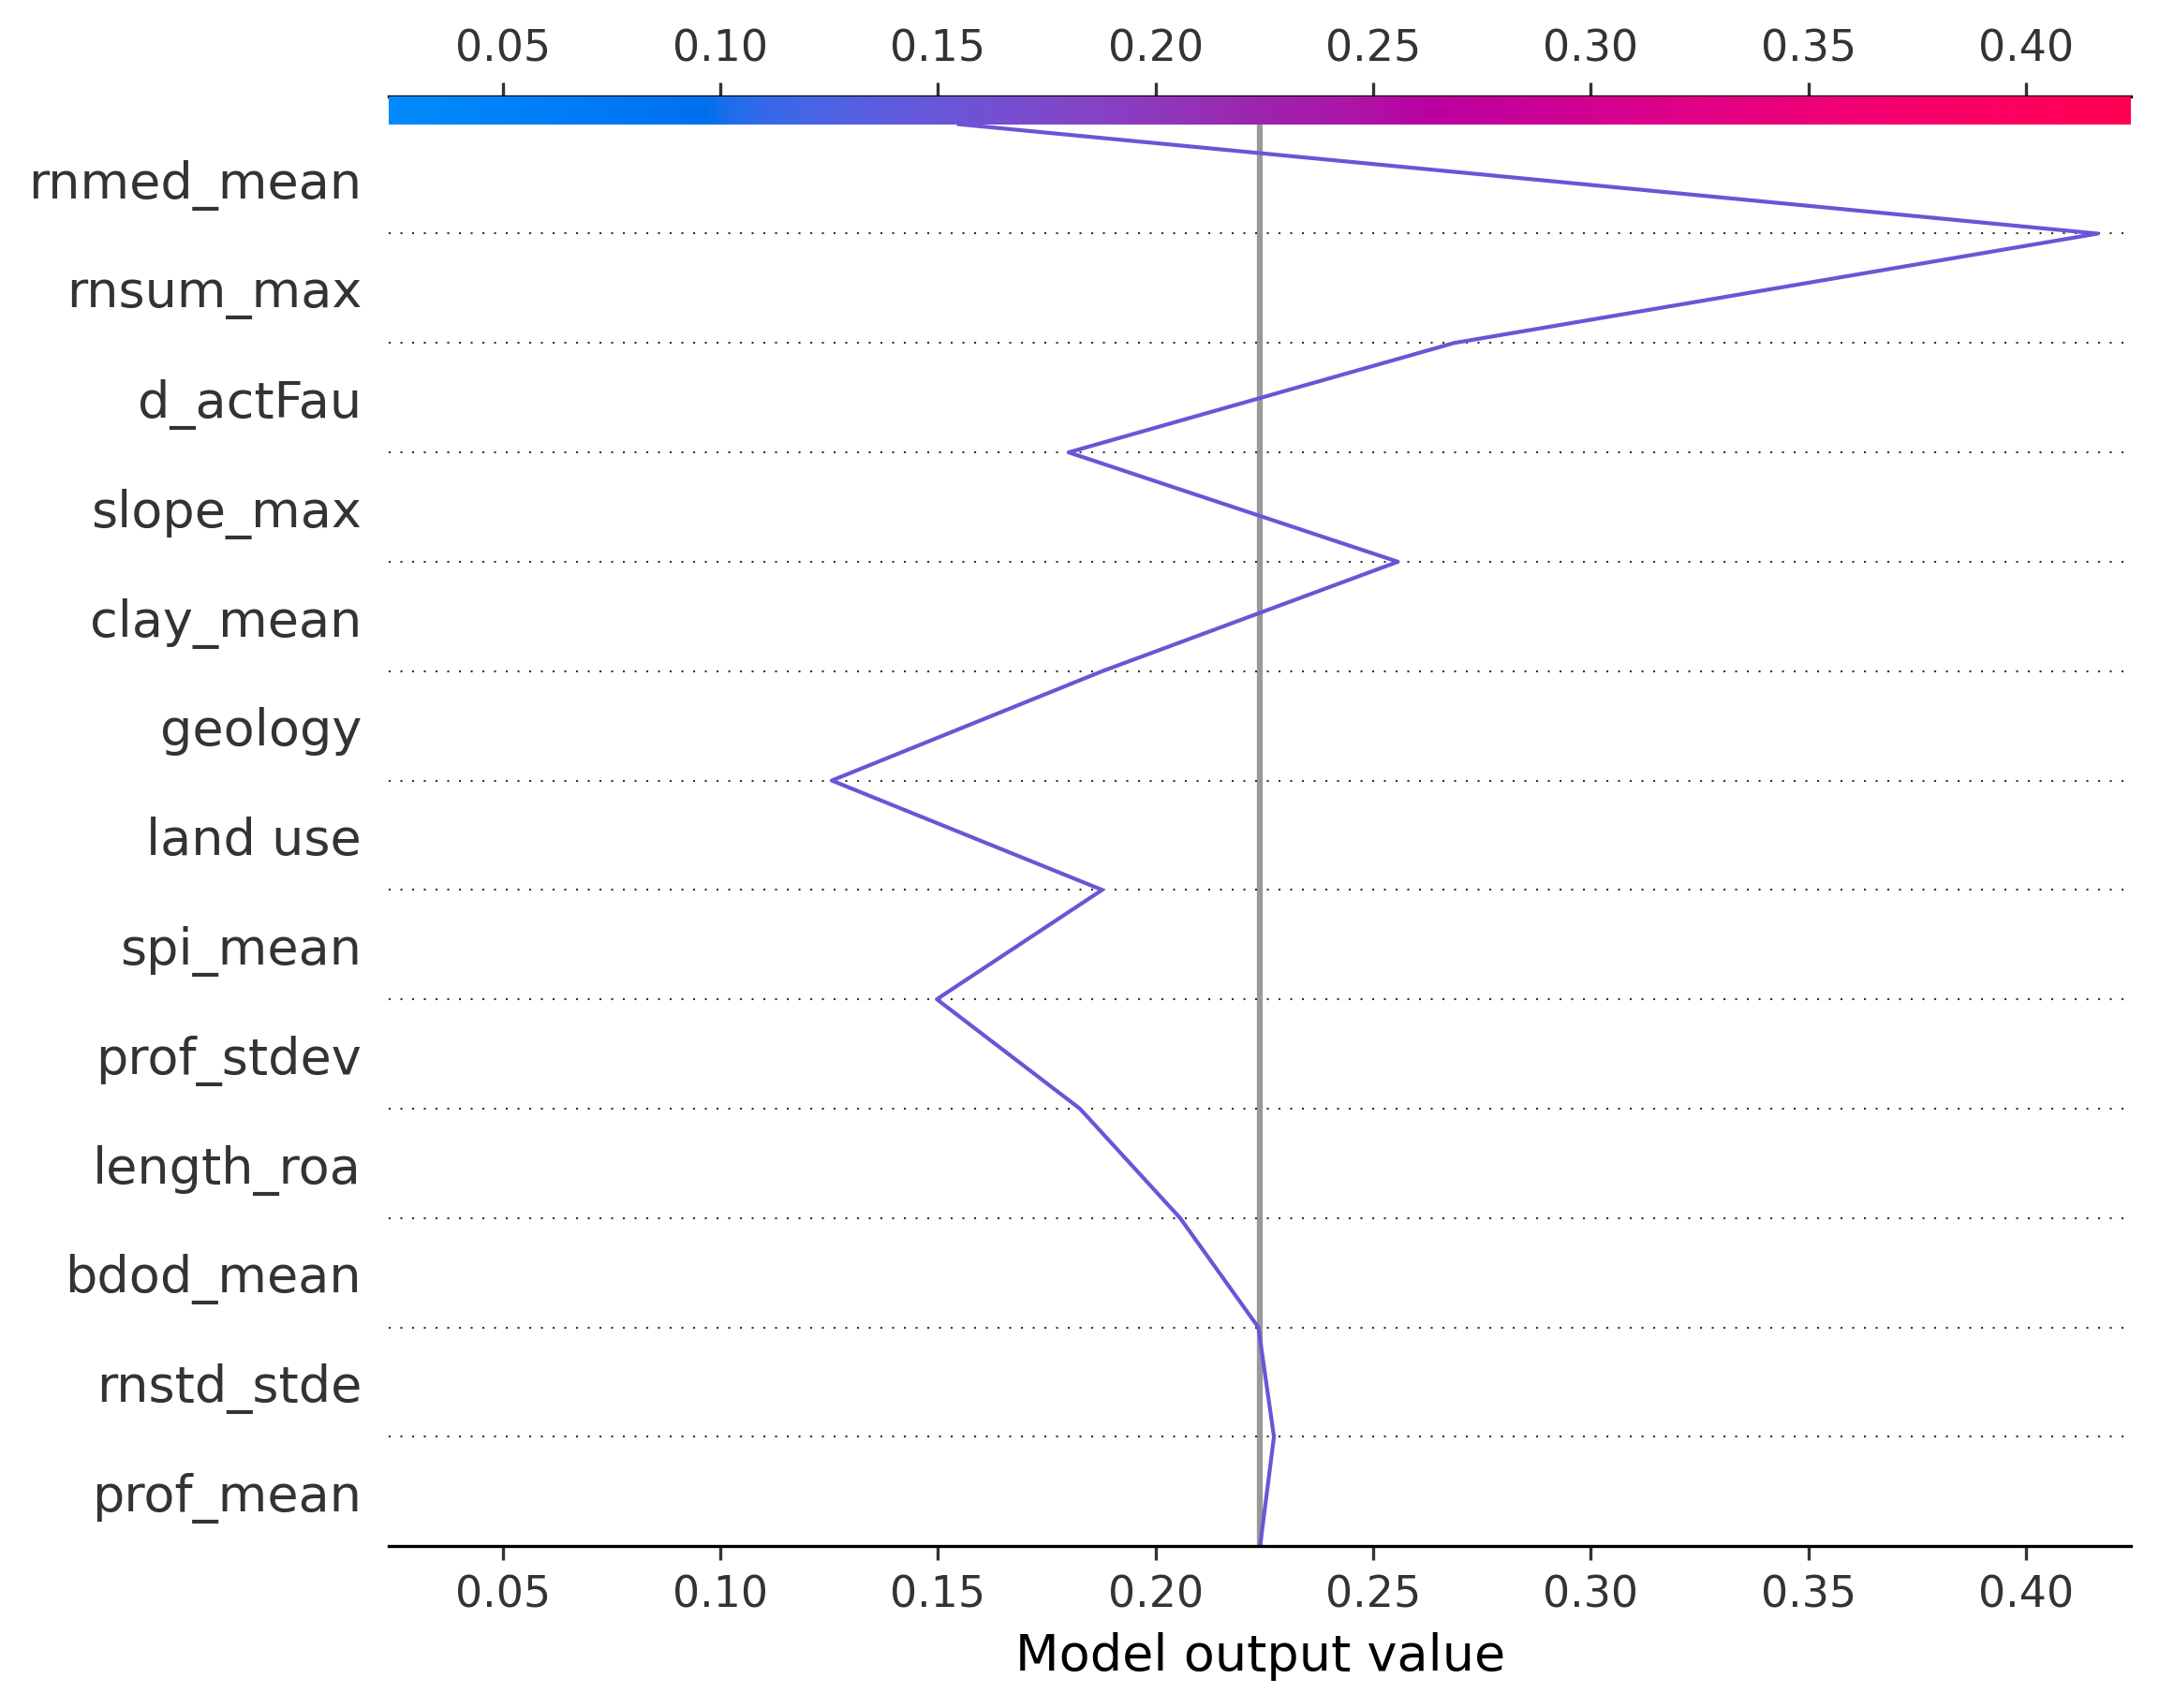 0.05 0.10 0.15 0.20 0.25 0.30 0.35 0.40
rnmed_mean
rnsum_max
d_actFau
slope_max
clay_mean
geology
land use
spi_mean
prof_stdev
length_roa
bdod_mean
rnstd_stde
prof_mean
0.05 0.10 0.15 0.20 0.25 0.30 0.35 0.40
Model output value